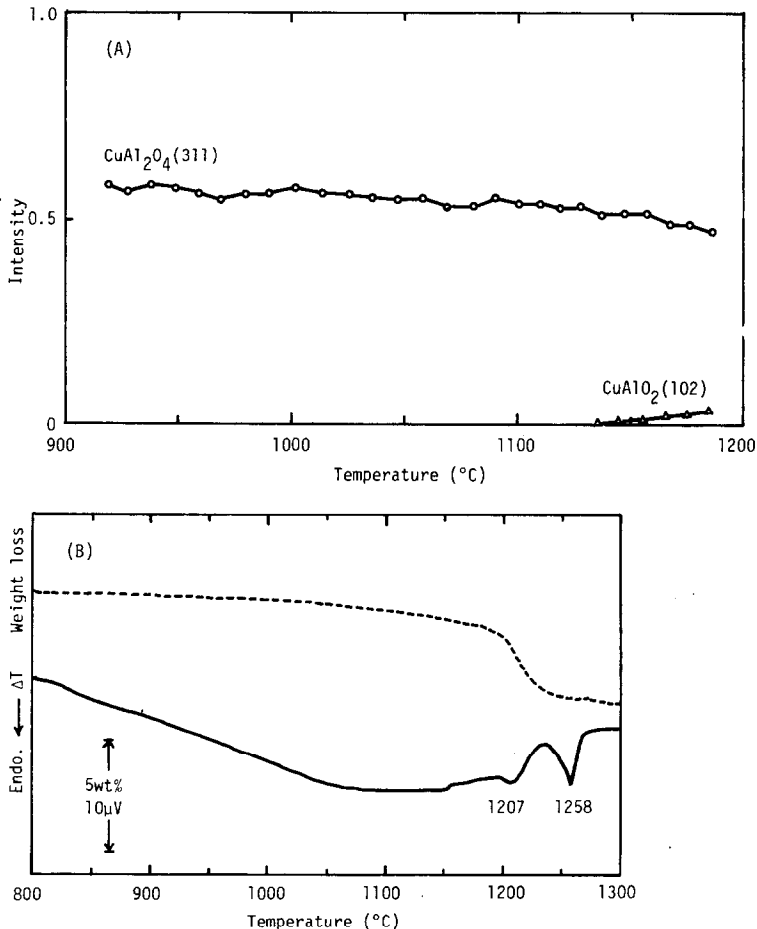 1.0
(A)
CuAl₂O₄(311)
0.5
Intensity
CuAlO₂(102)
0
900
1000
1100
1200
Temperature (°C)
(B)
Weight loss
Endo. ← ΔT
5wt%
10μV
1207
1258
800
900
1000
1100
1200
1300
Temperature (°C)